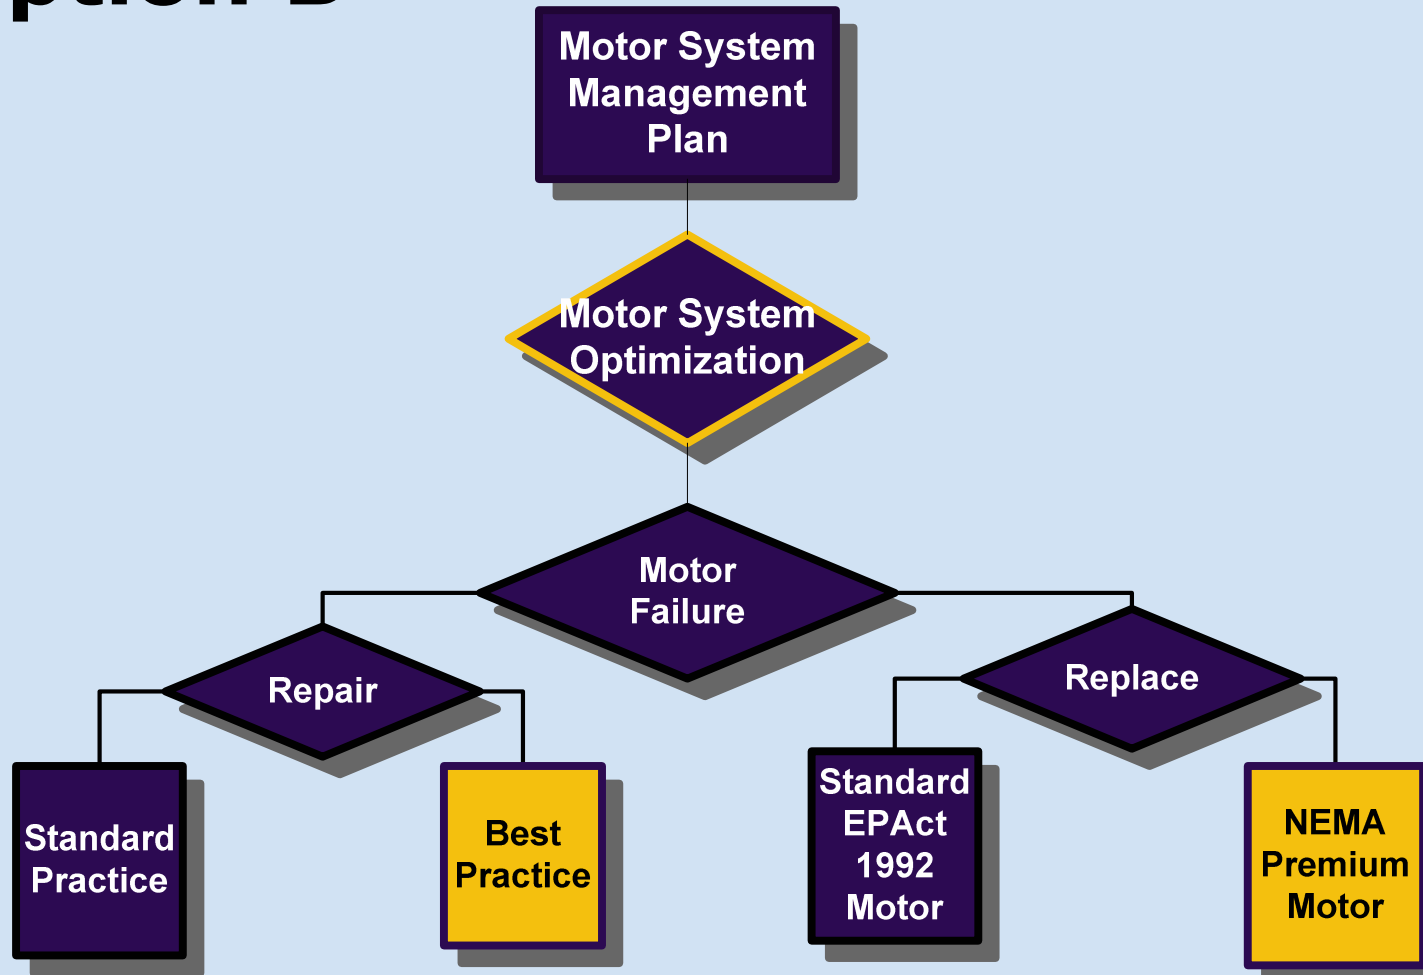 Motor System
Management
Plan
Motor System
Optimization
Motor
Failure
Repair
Replace
Standard
Practice
Best
Practice
Standard
EPAct
1992
Motor
NEMA
Premium
Motor